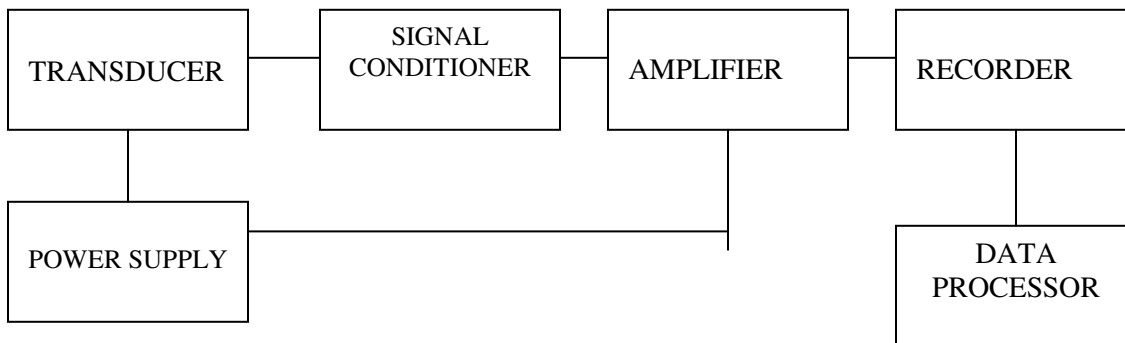 TRANSDUCER
SIGNAL
CONDITIONER
AMPLIFIER
RECORDER
POWER SUPPLY
DATA
PROCESSOR